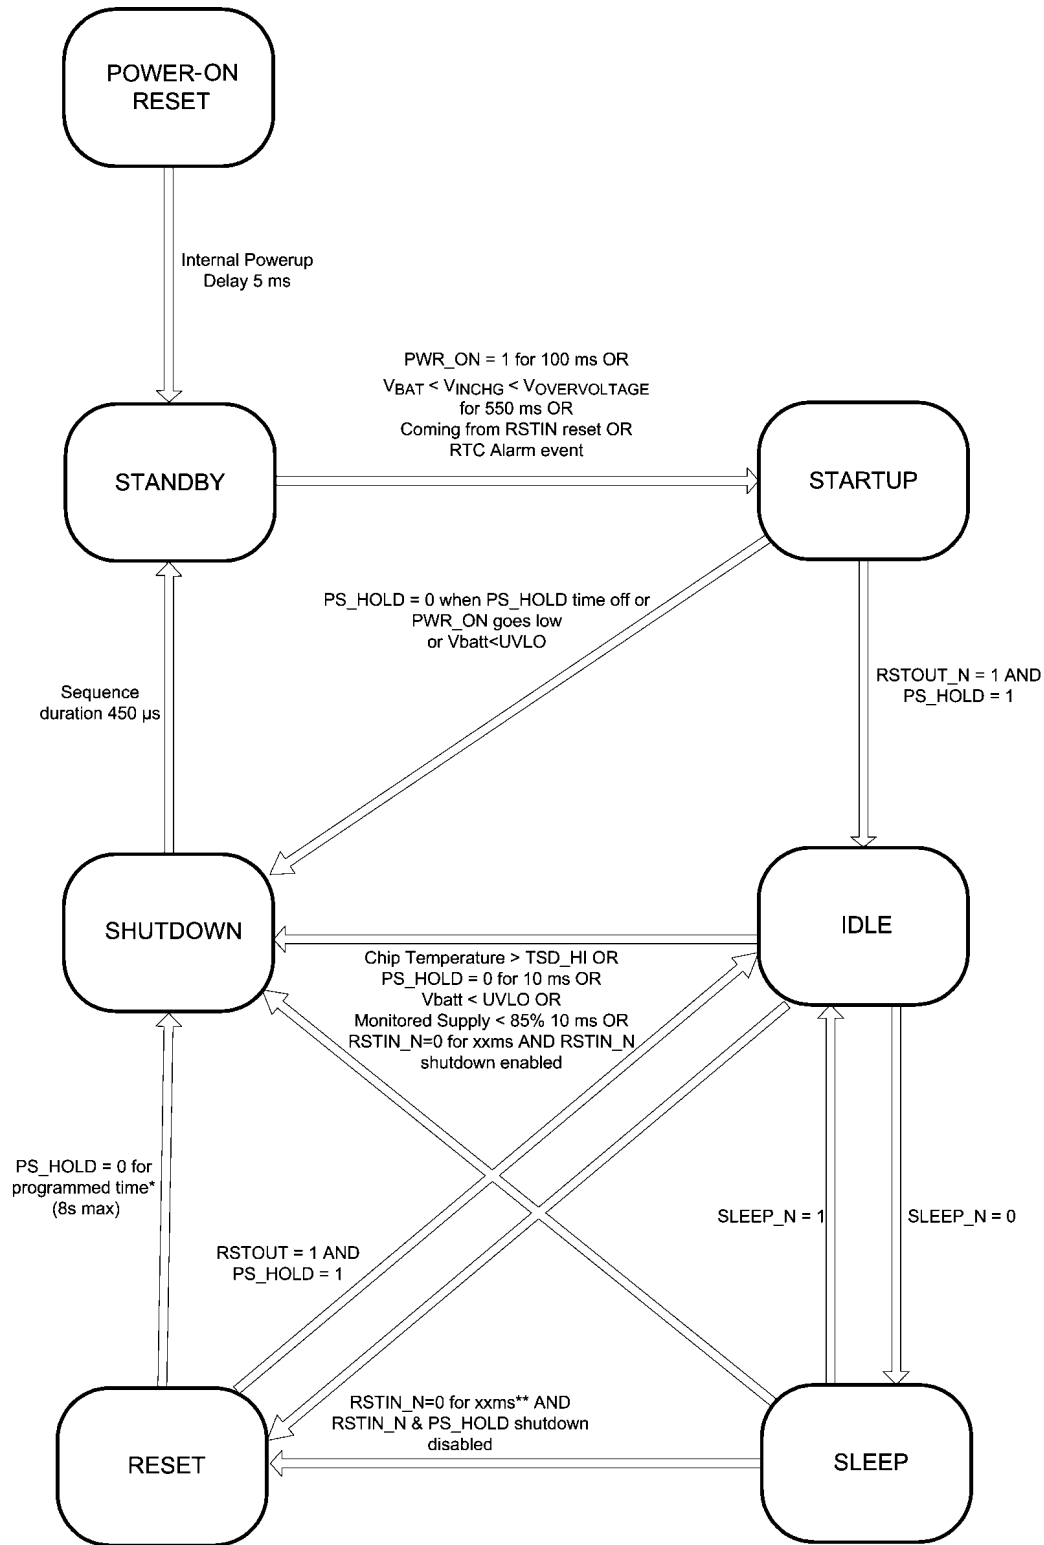 POWER-ON
RESET
Internal Powerup
Delay 5 ms
PWR_ON = 1 for 100 ms OR
VBAT < VINCHG < VOVERVOLTAGE
for 550 ms OR
Coming from RSTIN reset OR
RTC Alarm event
STANDBY
STARTUP
PS_HOLD = 0 when PS_HOLD time off or
PWR_ON goes low
or Vbatt<UVLO
RSTOUT_N = 1 AND
PS_HOLD = 1
Sequence
duration 450 µs
SHUTDOWN
IDLE
Chip Temperature > TSD_HI OR
PS_HOLD = 0 for 10 ms OR
Vbatt < UVLO OR
Monitored Supply < 85% 10 ms OR
RSTIN_N=0 for xxms AND RSTIN_N
shutdown enabled
PS_HOLD = 0 for
programmed time*
(8s max)
SLEEP_N = 1
SLEEP_N = 0
RSTOUT = 1 AND
PS_HOLD = 1
RSTIN_N=0 for xxms** AND
RSTIN_N & PS_HOLD shutdown
disabled
RESET
SLEEP